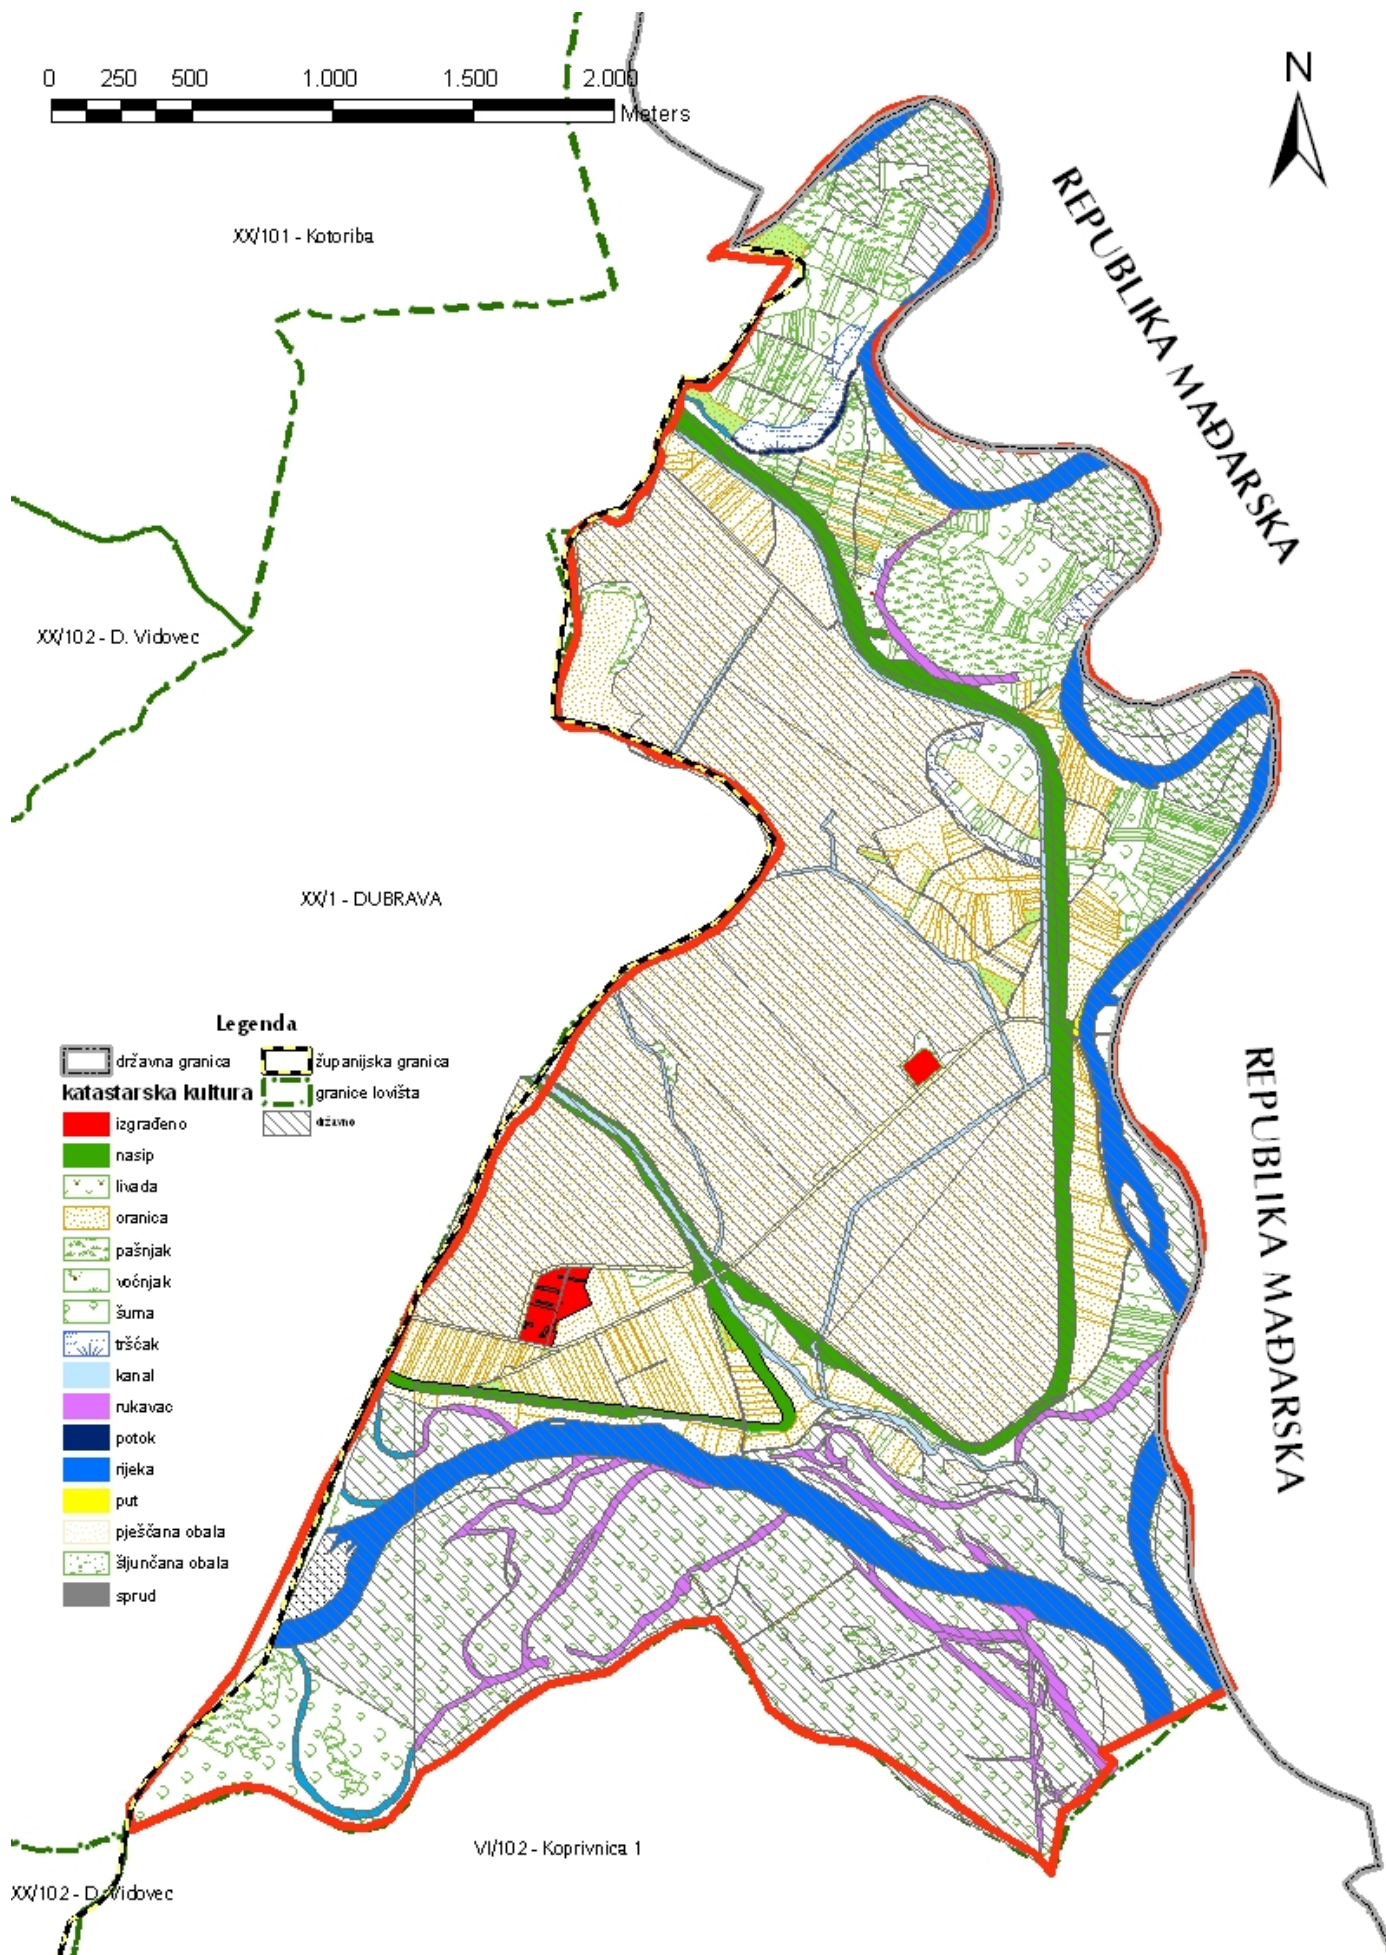 0 250 500 1.000 1.500 2.000
Meters
N
REPUBLIKA MAĐARSKA
XX/101 - Kotoriba
XX/102 - D. Vidovec
XX/1 - DUBRAVA
REPUBLIKA MAĐARSKA
Legenda
državna granica
županijska granica
katastarska kultura
granice lovišta
izgrađeno
državno
nasip
livada
oranica
pašnjak
voćnjak
šuma
tršćak
kanal
rukavac
potok
rijeka
put
pješčana obala
šljunčana obala
sprud
VI/102 - Koprivnica 1
XX/102 - D. Vidovec